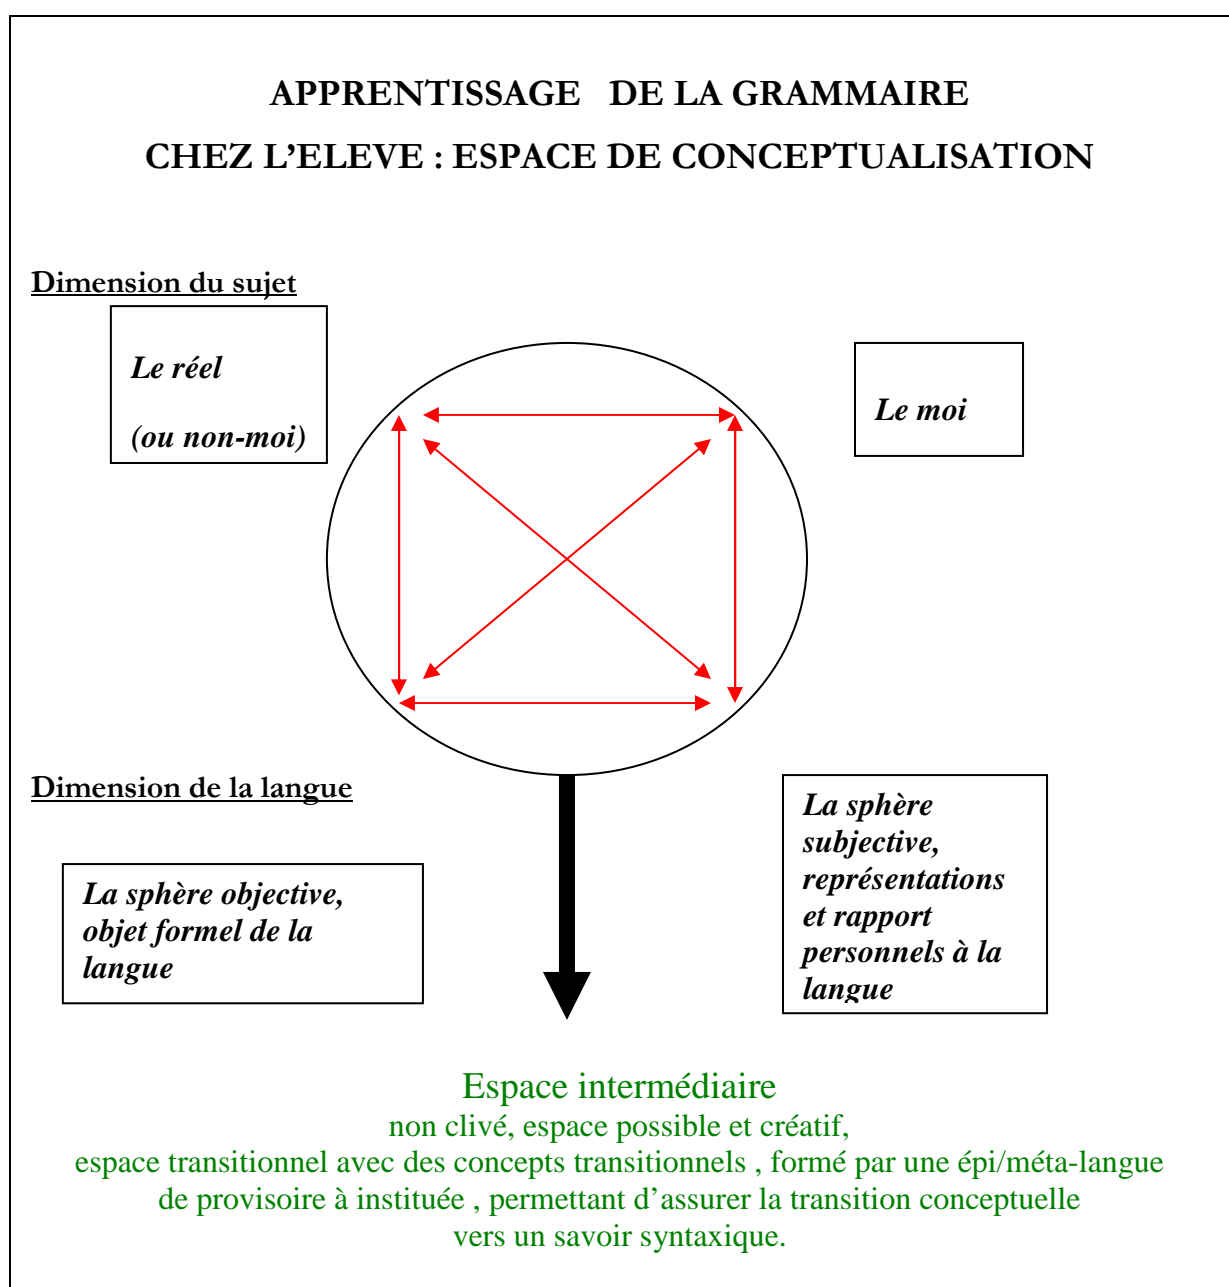 APPRENTISSAGE DE LA GRAMMAIRE
CHEZ L'ELEVE : ESPACE DE CONCEPTUALISATION
Dimension du sujet
Le réel
(ou non-moi)
Le moi
Dimension de la langue
La sphère objective,
objet formel de la
langue
La sphère
subjective,
représentations
et rapport
personnels à la
langue
Espace intermédiaire
non clivé, espace possible et créatif,
espace transitionnel avec des concepts transitionnels , formé par une épi/méta-langue
de provisoire à instituée , permettant d'assurer la transition conceptuelle
vers un savoir syntaxique.